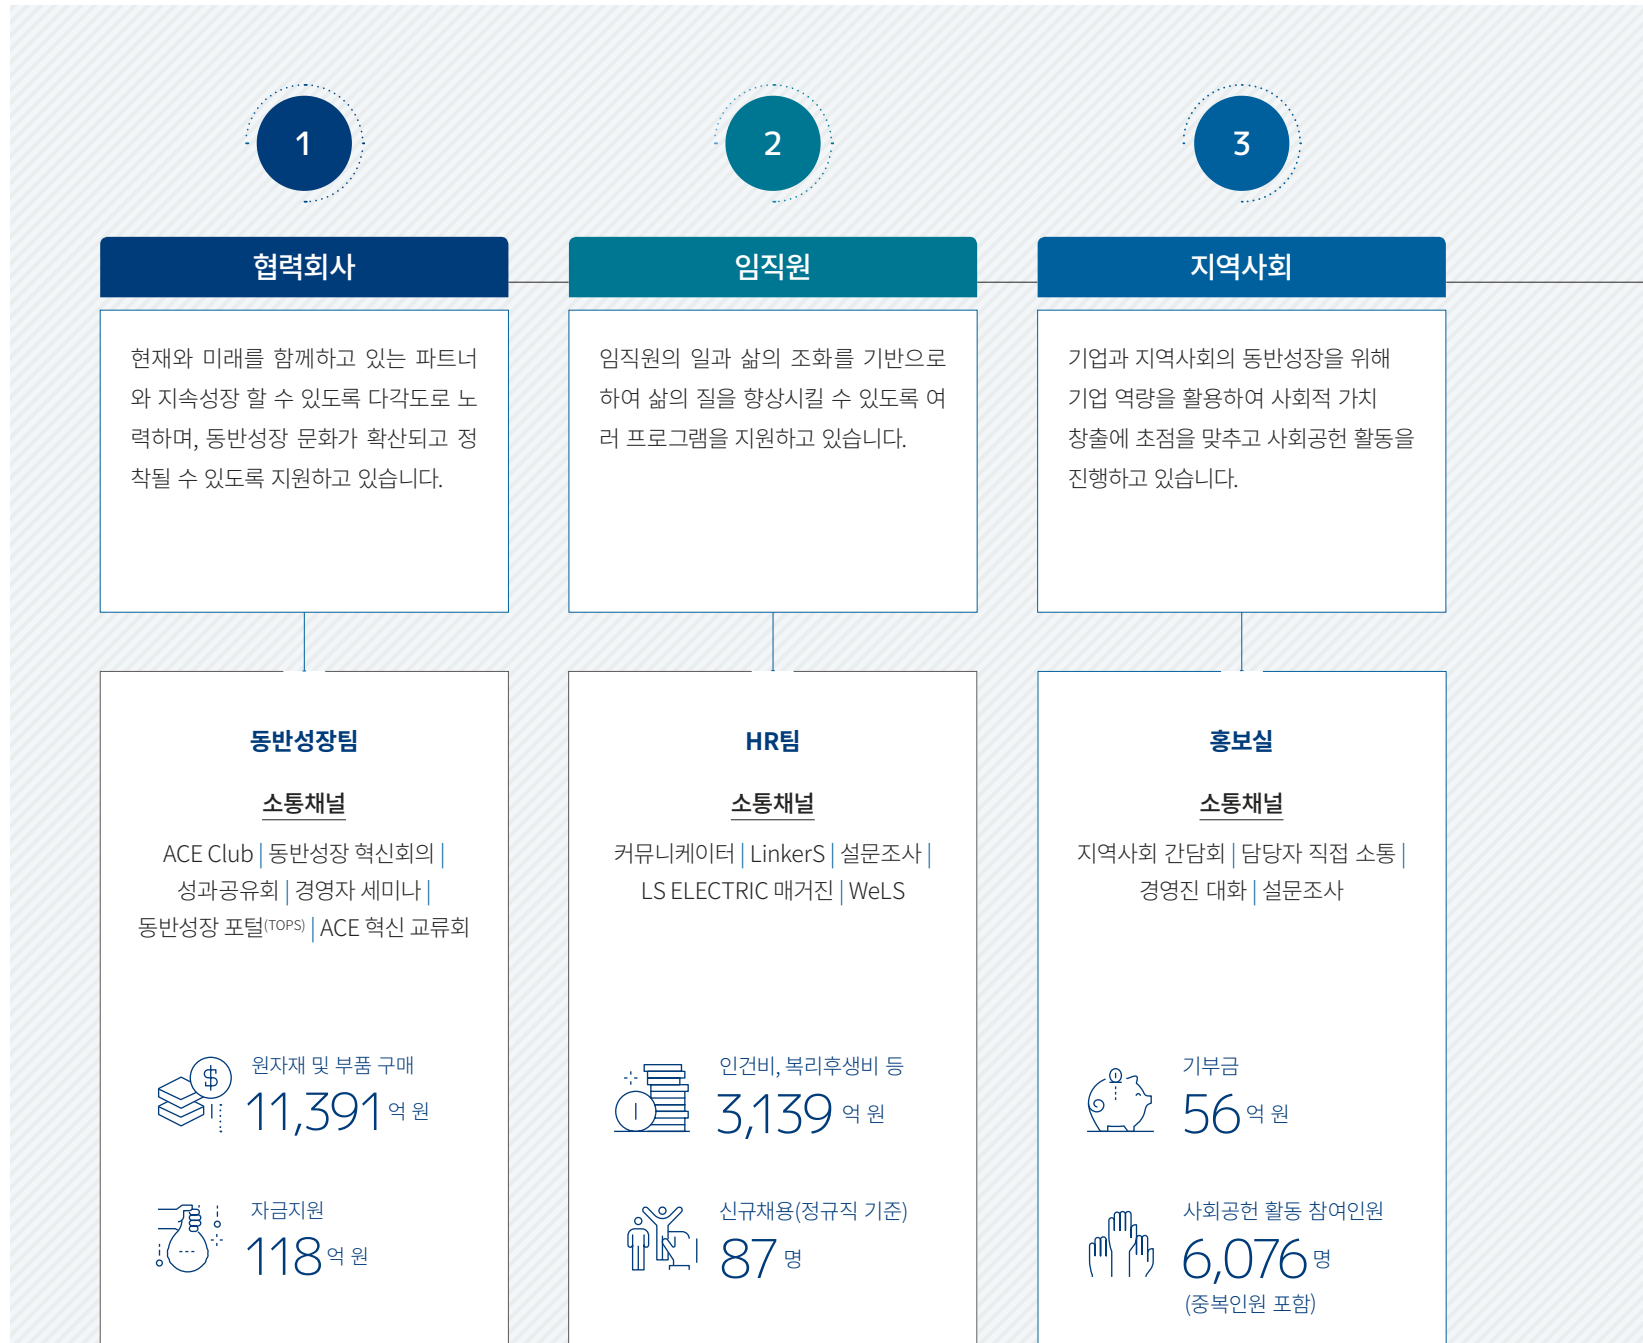 1
협력회사
현재와 미래를 함께하고 있는 파트너
와 지속성장 할 수 있도록 다각도로 노
력하며, 동반성장 문화가 확산되고 정
착될 수 있도록 지원하고 있습니다.
동반성장팀
소통채널
ACE Club | 동반성장 혁신회의 |
성과공유회 | 경영자 세미나 |
동반성장 포털(TOPS) | ACE 혁신 교류회
원자재 및 부품 구매
11,391 억 원
자금지원
118 억 원
2
임직원
임직원의 일과 삶의 조화를 기반으로
하여 삶의 질을 향상시킬 수 있도록 여
러 프로그램을 지원하고 있습니다.
HR팀
소통채널
커뮤니케이터 | LinkerS | 설문조사 |
LS ELECTRIC 매거진 | WeLS
인건비, 복리후생비 등
3,139 억 원
신규채용(정규직 기준)
87 명
3
지역사회
기업과 지역사회의 동반성장을 위해
기업 역량을 활용하여 사회적 가치
창출에 초점을 맞추고 사회공헌 활동을
진행하고 있습니다.
홍보실
소통채널
지역사회 간담회 | 담당자 직접 소통 |
경영진 대화 | 설문조사
기부금
56 억 원
사회공헌 활동 참여인원
6,076 명
(중복인원 포함)